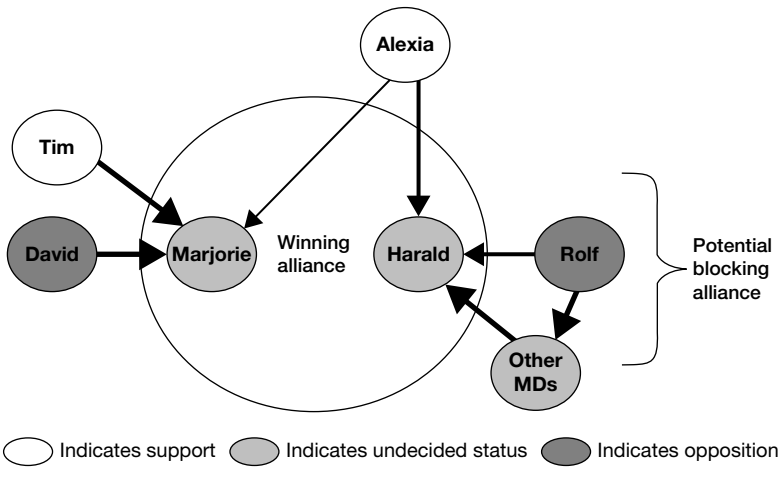 Alexia
Tim
David
Marjorie
Winning
alliance
Harald
Rolf
Potential
blocking
alliance
Other
MDs
Indicates support
Indicates undecided status
Indicates opposition